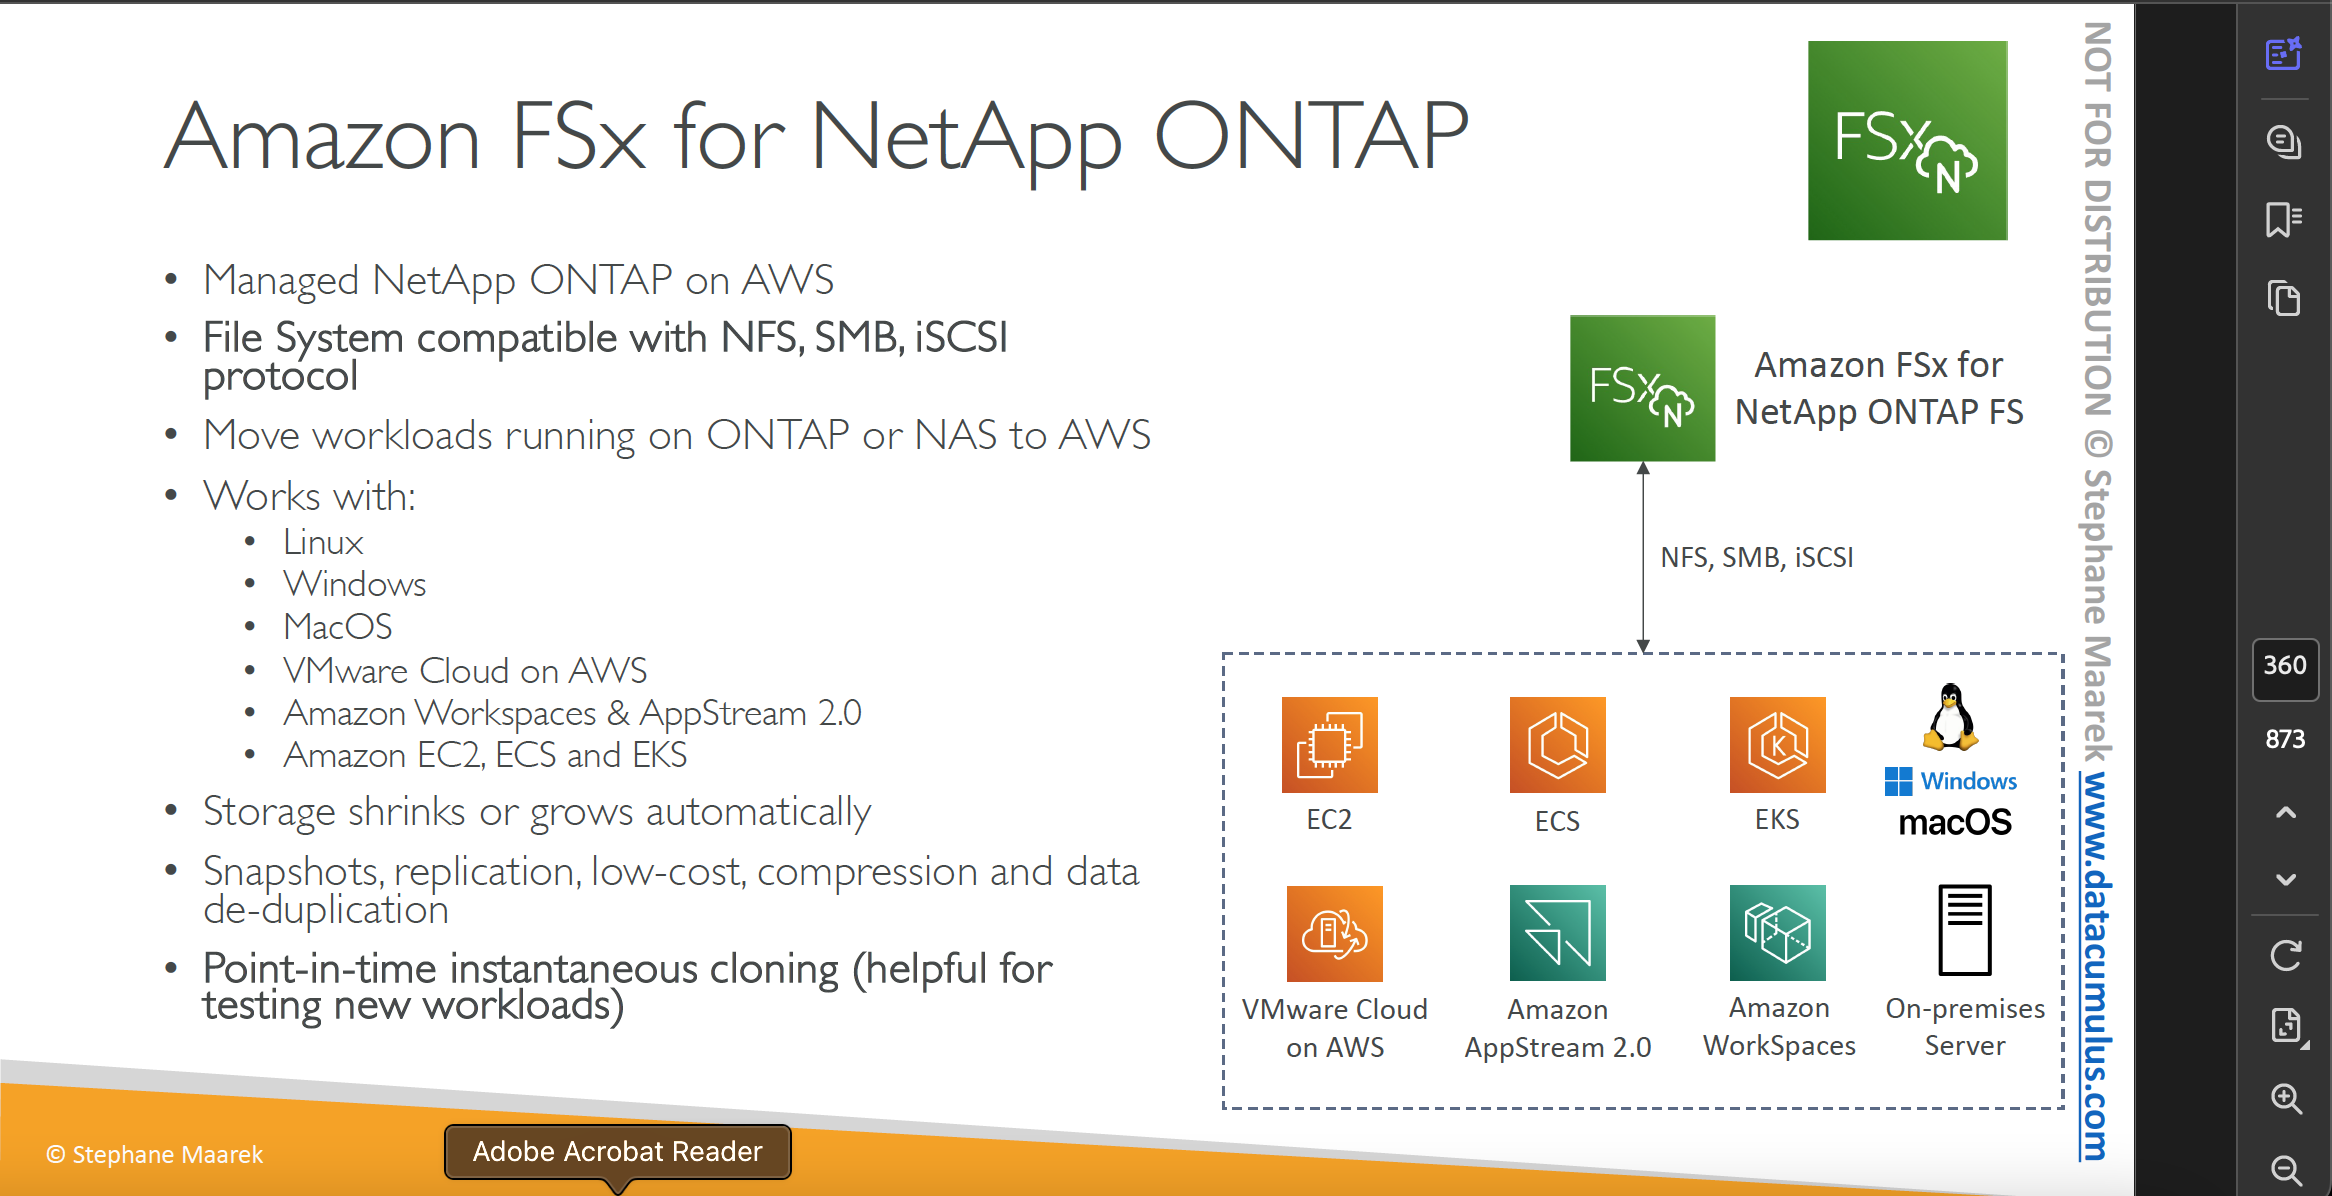 Amazon FSx for NetApp ONTAP
FSx
N
• Managed NetApp ONTAP on AWS
• File System compatible with NFS, SMB, iSCSI
protocol
• Move workloads running on ONTAP or NAS to AWS
• Works with:
• Linux
• Windows
• MacOS
• VMware Cloud on AWS
• Amazon Workspaces & AppStream 2.0
• Amazon EC2, ECS and EKS
• Storage shrinks or grows automatically
• Snapshots, replication, low-cost, compression and data
de-duplication
• Point-in-time instantaneous cloning (helpful for
testing new workloads)
FSx
N
Amazon FSx for
NetApp ONTAP FS
NFS, SMB, iSCSI
EC2
ECS
K
EKS
Windows
macOS
VMware Cloud
on AWS
Amazon
AppStream 2.0
Amazon
WorkSpaces
On-premises
Server
NOT FOR DISTRIBUTION © Stephane Maarek www.datacumulus.com
© Stephane Maarek
Adobe Acrobat Reader
360
873